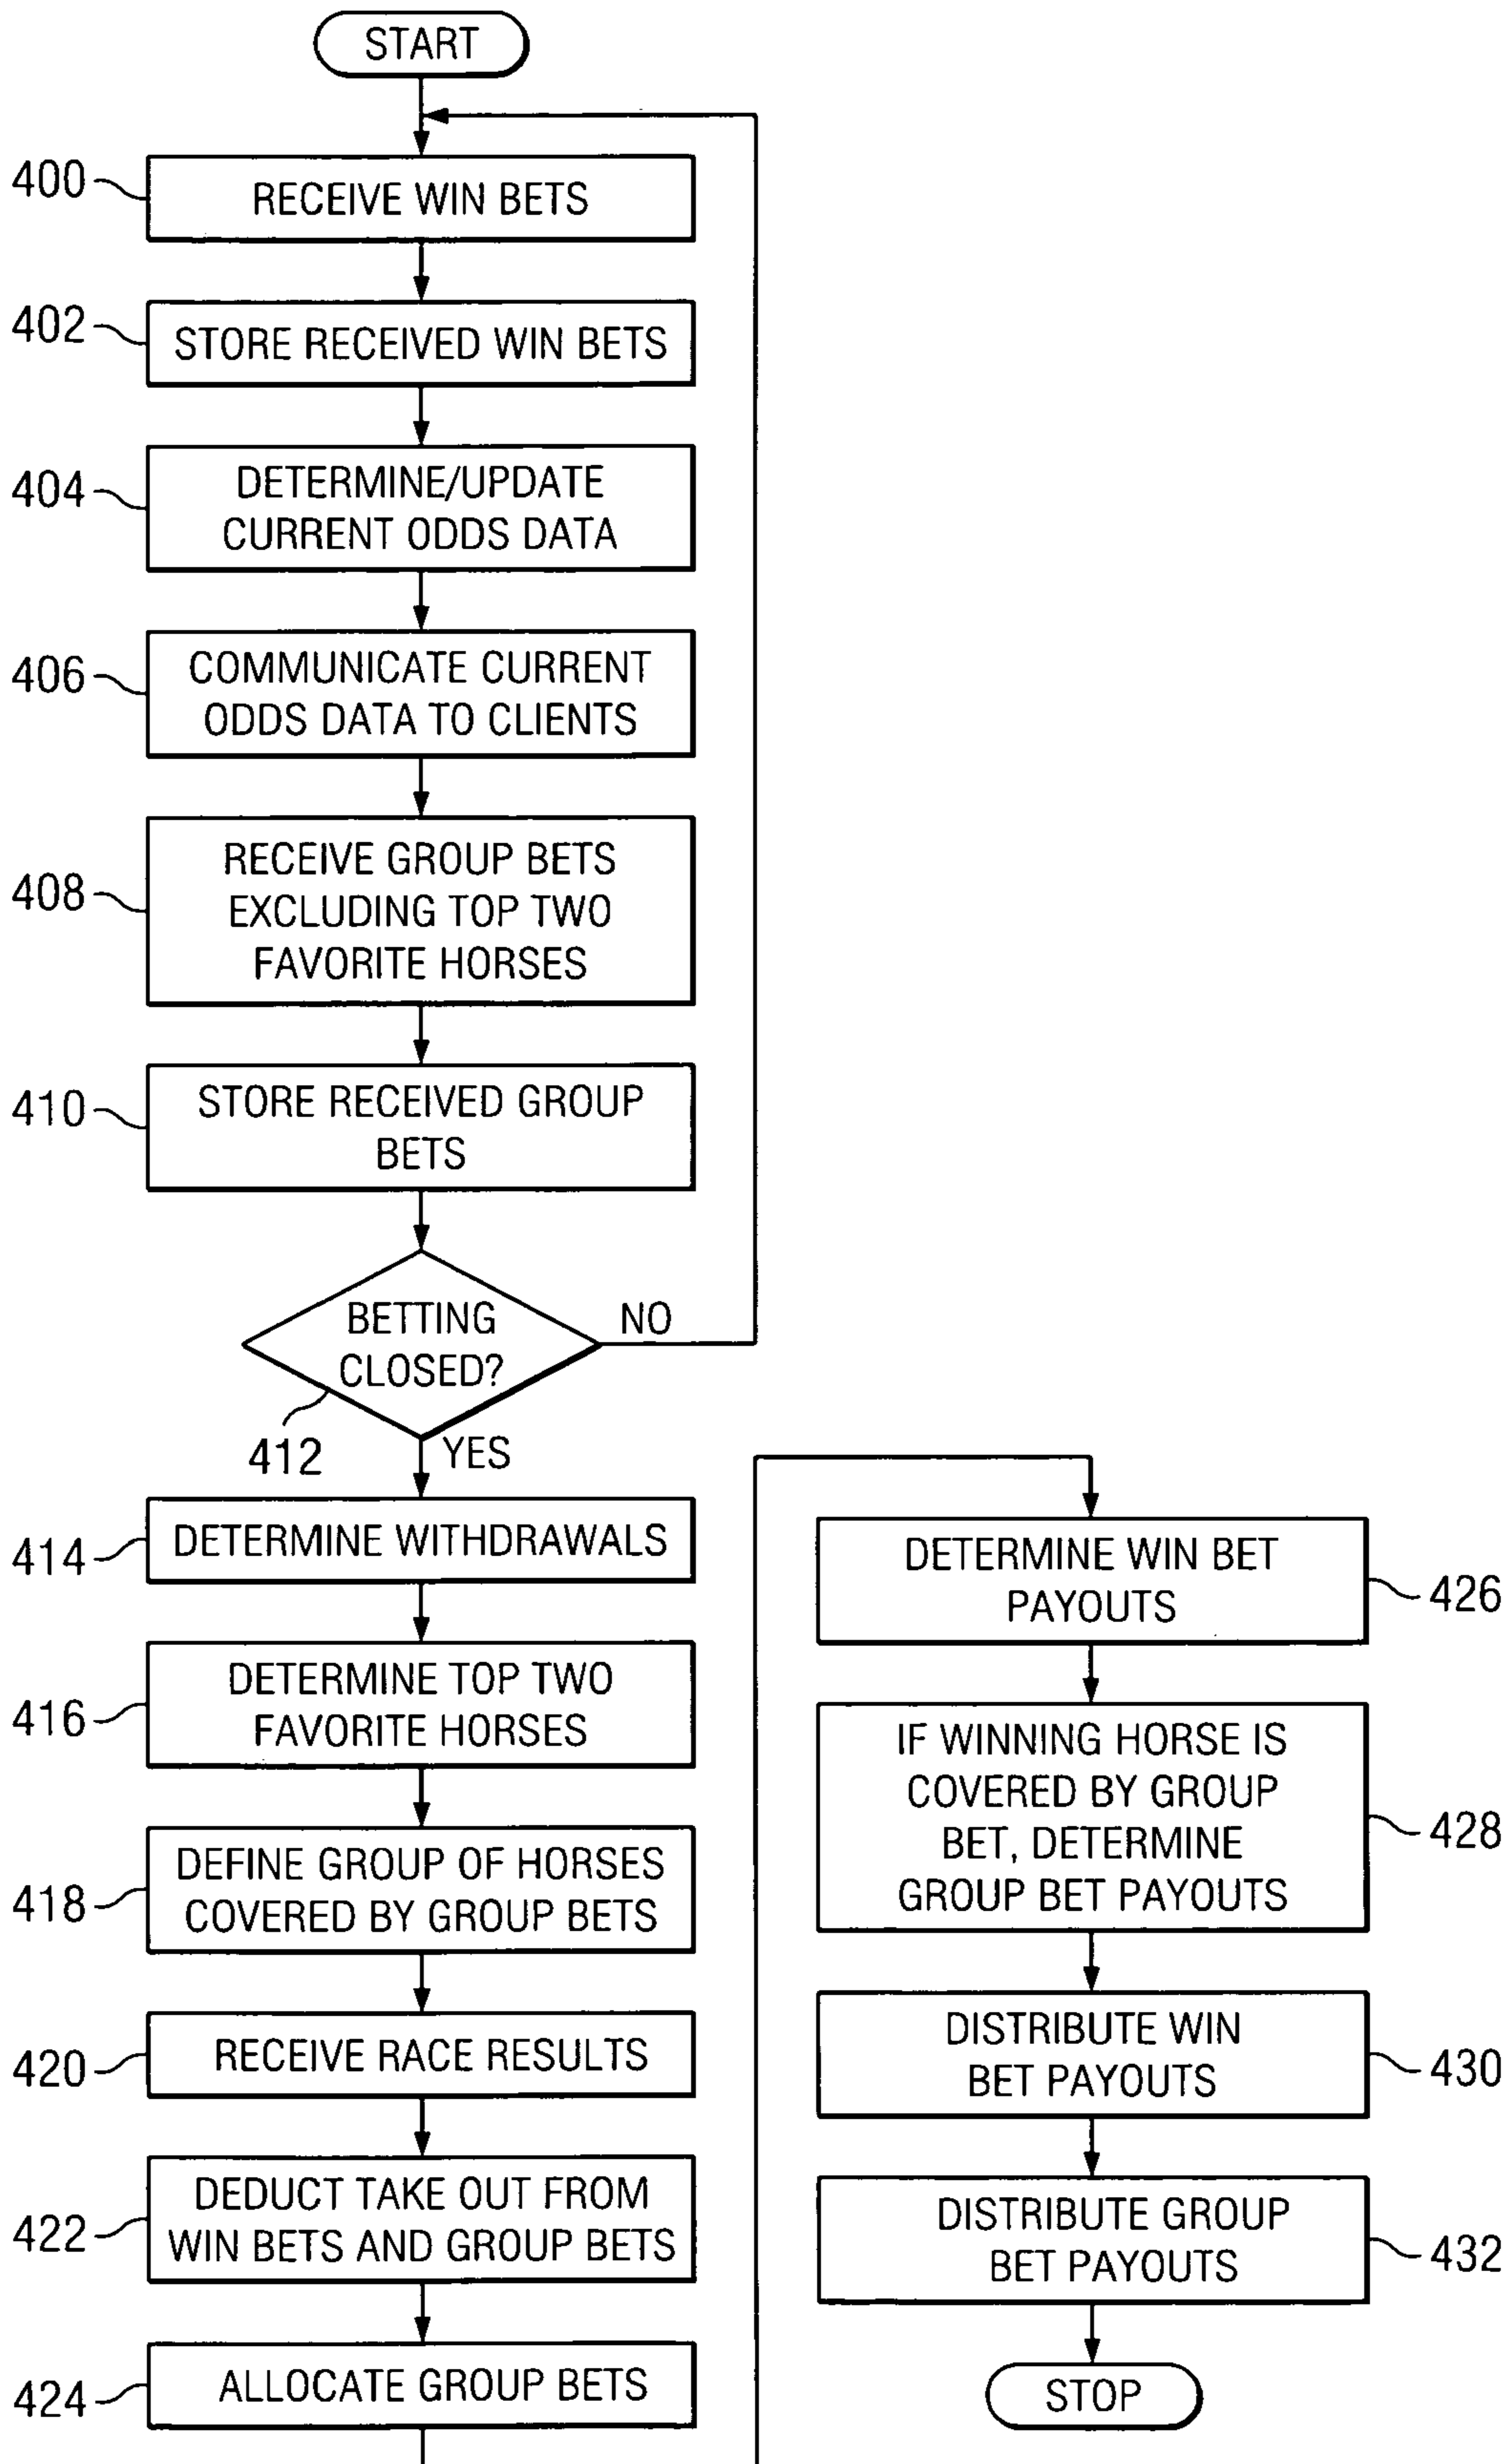 START
400
RECEIVE WIN BETS
402
STORE RECEIVED WIN BETS
404
DETERMINE/UPDATE
CURRENT ODDS DATA
406
COMMUNICATE CURRENT
ODDS DATA TO CLIENTS
408
RECEIVE GROUP BETS
EXCLUDING TOP TWO
FAVORITE HORSES
410
STORE RECEIVED GROUP
BETS
BETTING
CLOSED?
NO
412
YES
414
DETERMINE WITHDRAWALS
416
DETERMINE TOP TWO
FAVORITE HORSES
418
DEFINE GROUP OF HORSES
COVERED BY GROUP BETS
420
RECEIVE RACE RESULTS
422
DEDUCT TAKE OUT FROM
WIN BETS AND GROUP BETS
424
ALLOCATE GROUP BETS
DETERMINE WIN BET
PAYOUTS
426
IF WINNING HORSE IS
COVERED BY GROUP
BET, DETERMINE
GROUP BET PAYOUTS
428
DISTRIBUTE WIN
BET PAYOUTS
430
DISTRIBUTE GROUP
BET PAYOUTS
432
STOP